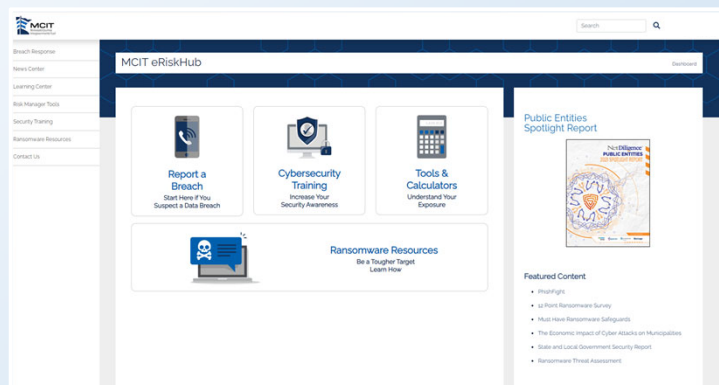 MCIT
Search
Breach Response
News Center
Learning Center
Risk Manager Tools
Security Training
Ransomware Resources
Contact Us
MCIT eRiskHub
Dashboard
Report a
Breach
Start Here if You
Suspect a Data Breach
Cybersecurity
Training
Increase Your
Security Awareness
Tools &
Calculators
Understand Your
Exposure
Ransomware Resources
Be a Tougher Target
Learn How
Public Entities
Spotlight Report
NetDiligence
PUBLIC ENTITIES
SPOTLIGHT REPORT
Featured Content
PhishFight
12 Point Ransomware Survey
Must Have Ransomware Safeguards
The Economic Impact of Cyber Attacks on Municipalities
State and Local Government Security Report
Ransomware Threat Assessment